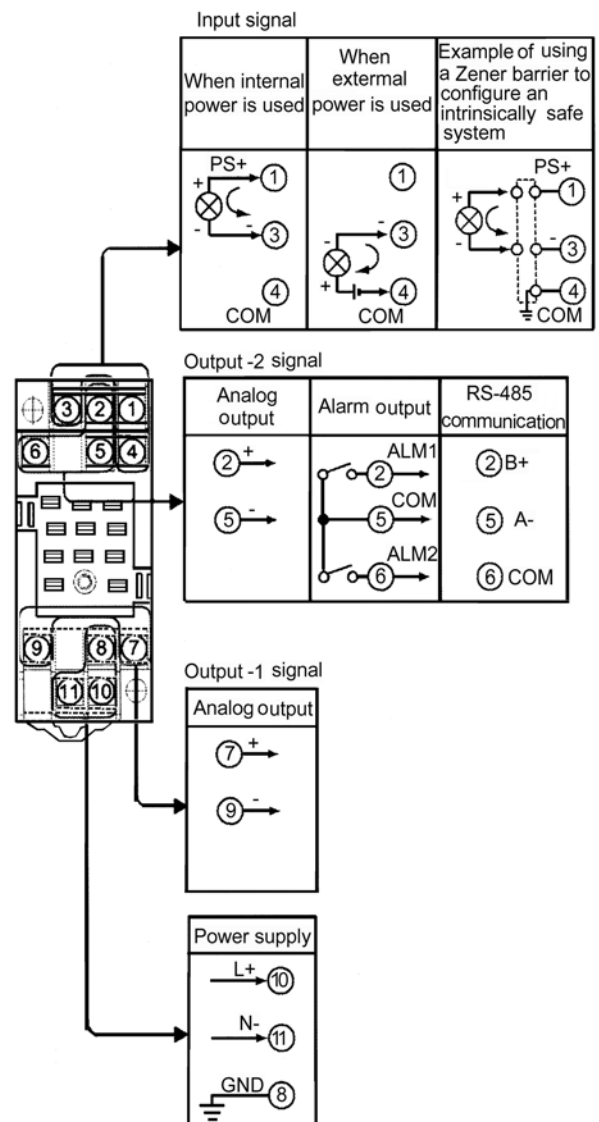 Input signal
When internal power is used
When extermal power is used
Example of using a Zener barrier to configure an intrinsically safe system
PS+
+
1
-
-
3
4
COM
1
-
-
3
+
4
COM
PS+
+
1
-
-
3
4
COM
Output -2 signal
Analog output
Alarm output
RS-485 communication
2 +
5 -
ALM1
2
COM
5
ALM2
6
2 B+
5 A-
6 COM
3 2 1
6 5 4
9 8 7
11 10
Output -1 signal
Analog output
7 +
9 -
Power supply
L+ 10
N- 11
GND 8